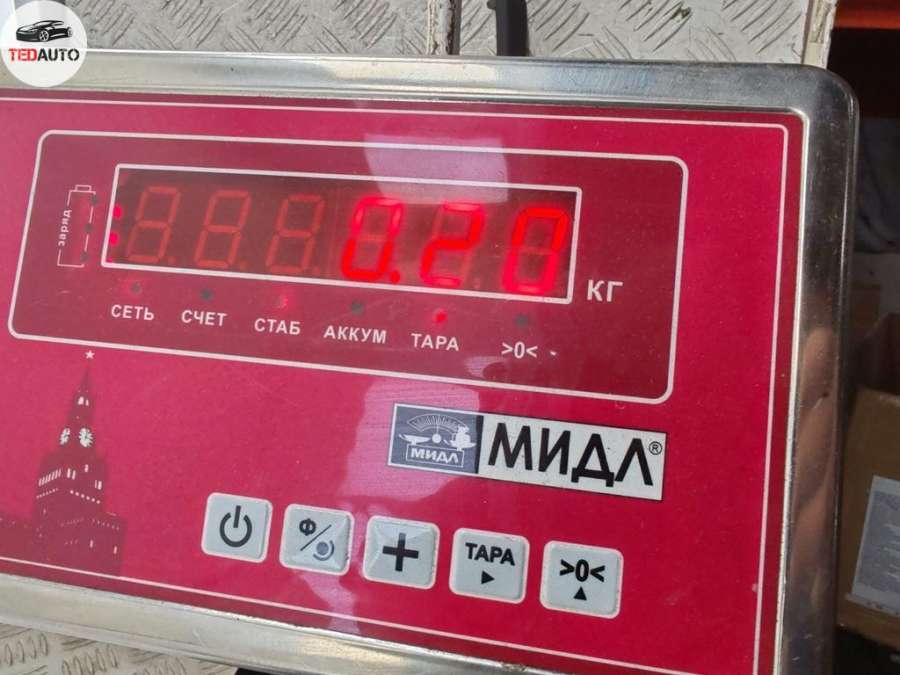 TEDAUTO
заряд
0.20
КГ
СЕТЬ СЧЕТ СТАБ АККУМ ТАРА >0<
МИДЛ
МИДЛ®
Ф
+
ТАРА
>0<